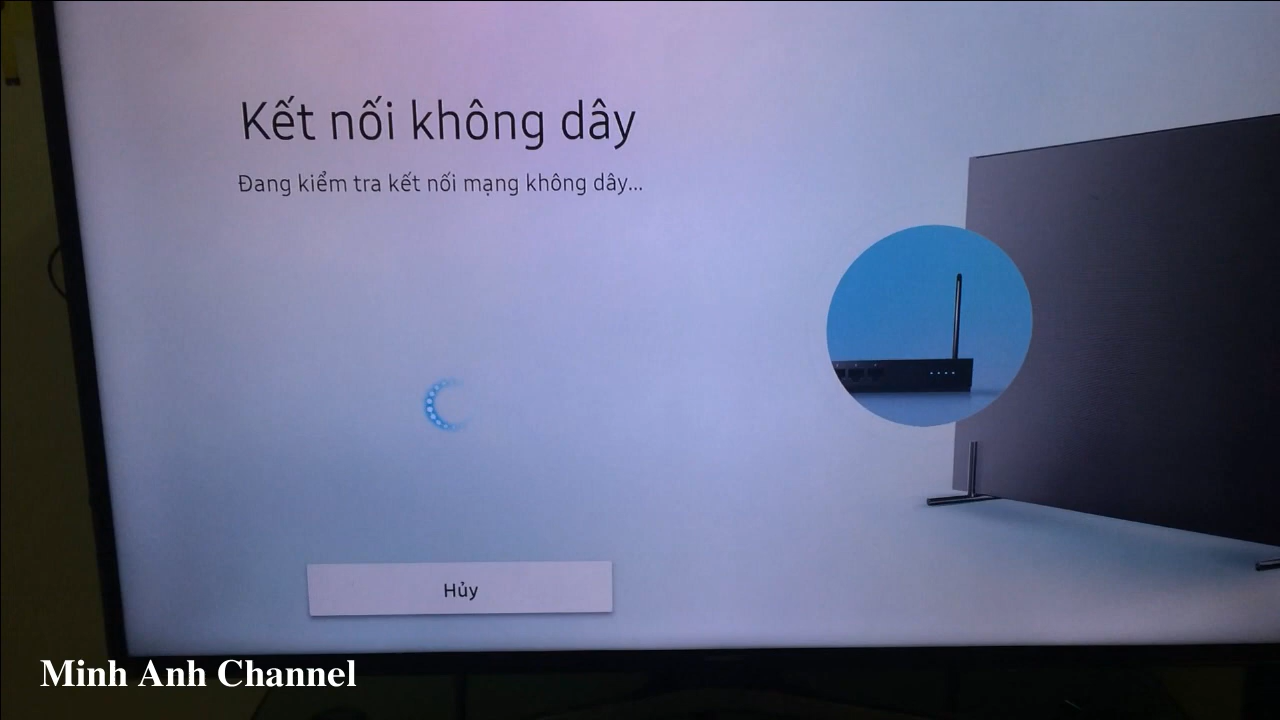 Kết nối không dây
Đang kiểm tra kết nối mạng không dây...
Hủy
Minh Anh Channel